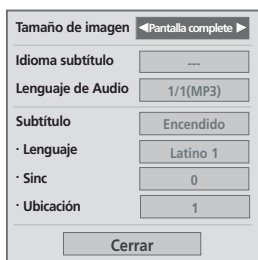 Tamaño de imagen ◀Pantalla complete ▶
Idioma subtítulo ---
Lenguaje de Audio 1/1(MP3)
Subtítulo Encendido
· Lenguaje Latino 1
· Sinc 0
· Ubicación 1
Cerrar